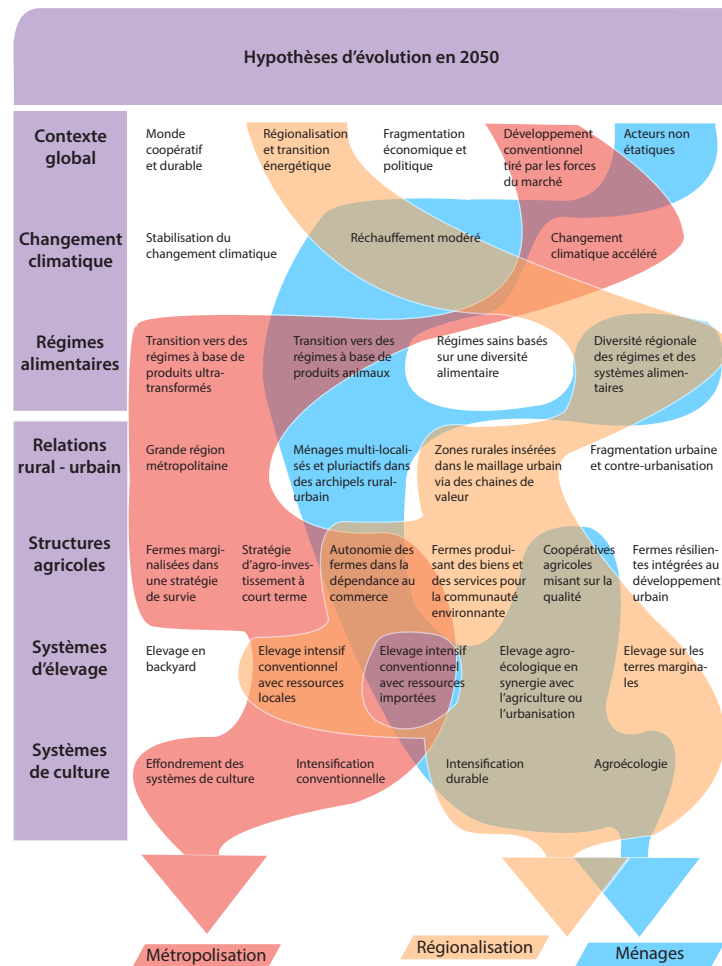 Hypothèses d'évolution en 2050
Contexte
global
Monde
coopératif
et durable
Régionalisation
et transition
énergétique
Fragmentation
économique et
politique
Développement
conventionnel
tiré par les forces
du marché
Acteurs non
étatiques
Changement
climatique
Stabilisation du
changement climatique
Réchauffement modéré
Changement
climatique accéléré
Régimes
alimentaires
Transition vers des
régimes à base de
produits ultra-
transformés
Transition vers des
régimes à base de
produits animaux
Régimes sains basés
sur une diversité
alimentaire
Diversité régionale
des régimes et des
systèmes alimen-
taires
Relations
rural - urbain
Grande région
métropolitaine
Ménages multi-locali-
sés et pluriactifs dans
des archipels rural-
urbain
Zones rurales insérées
dans le maillage urbain
via des chaines de
valeur
Fragmentation urbaine
et contre-urbanisation
Structures
agricoles
Fermes margi-
nalisées dans
une stratégie
de survie
Stratégie
d'agro-inves-
tissement à
court terme
Autonomie des
fermes dans la
dépendance au
commerce
Fermes produi-
sant des biens et
des services pour
la communauté
environnante
Coopératives
agricoles
misant sur la
qualité
Fermes résilien-
tes intégrées au
développement
urbain
Systèmes
d'élevage
Elevage en
backyard
Elevage intensif
conventionnel
avec ressources
locales
Elevage intensif
conventionnel
avec ressources
importées
Elevage agro-
écologique en
synergie avec
l'agriculture ou
l'urbanisation
Elevage sur les
terres margina-
les
Systèmes
de culture
Effondrement des
systèmes de culture
Intensification
conventionnelle
Intensification
durable
Agroécologie
Métropolisation
Régionalisation
Ménages